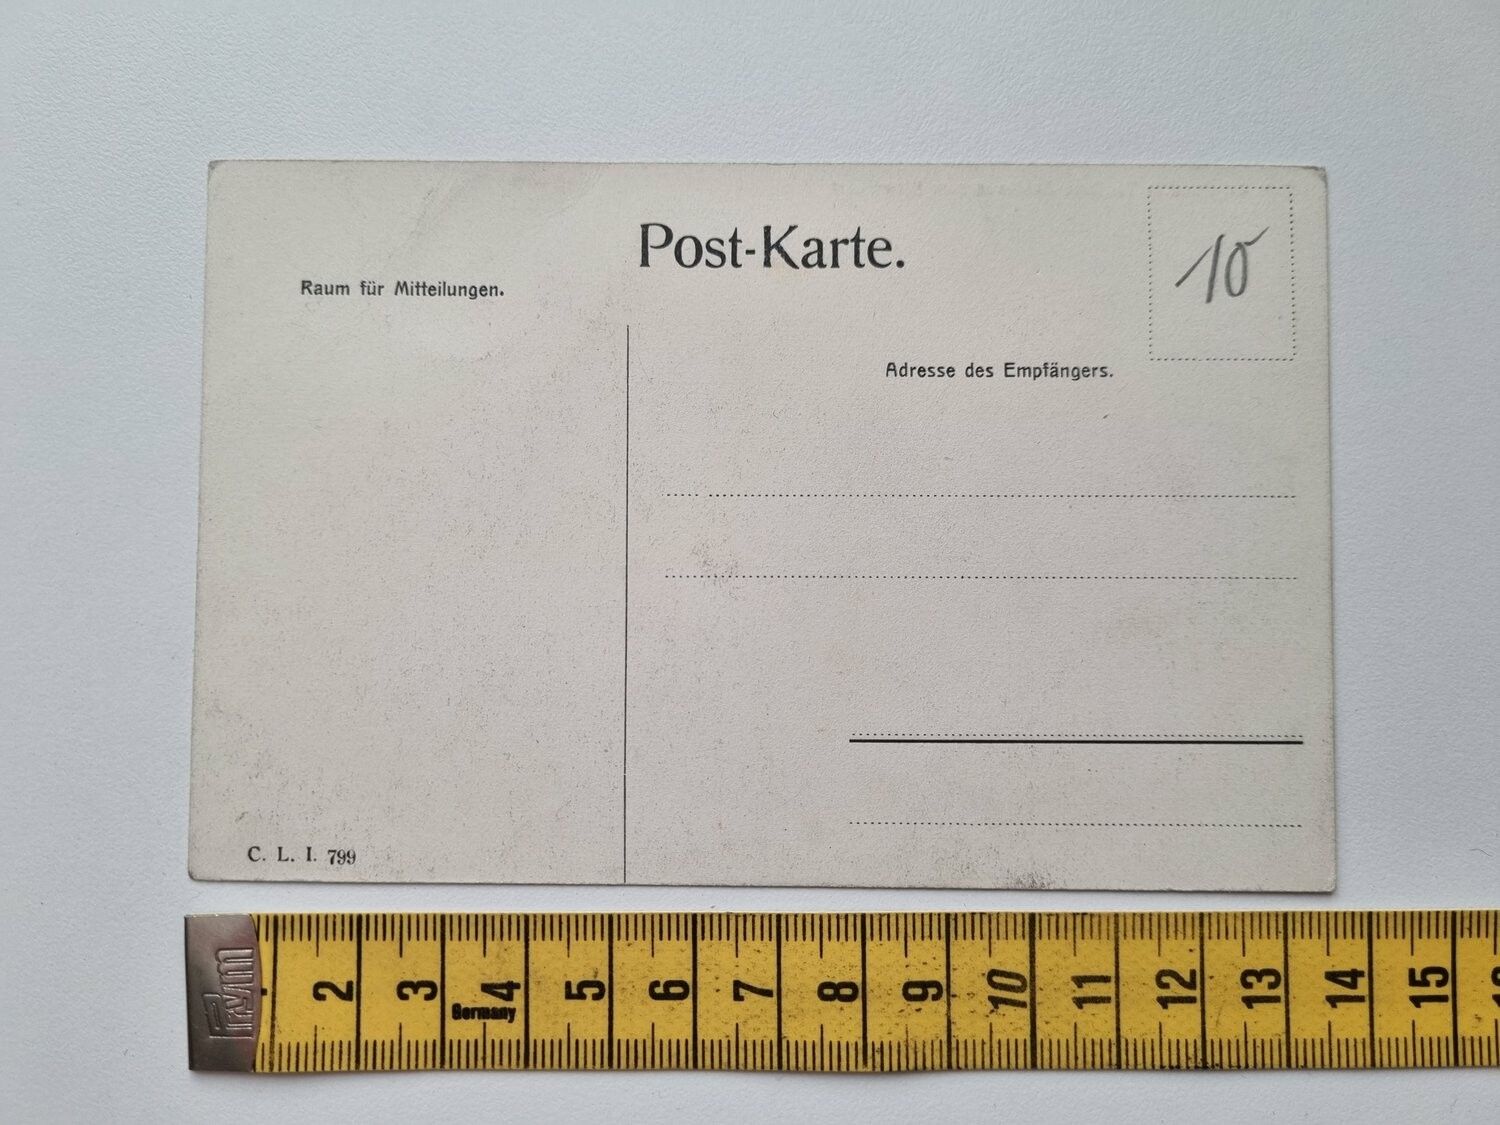 Post-Karte.
10
Raum für Mitteilungen.
Adresse des Empfängers.
C. L. I. 799
Prym
2 3 4 5 6 7 8 9 10 11 12 13 14 15
Germany